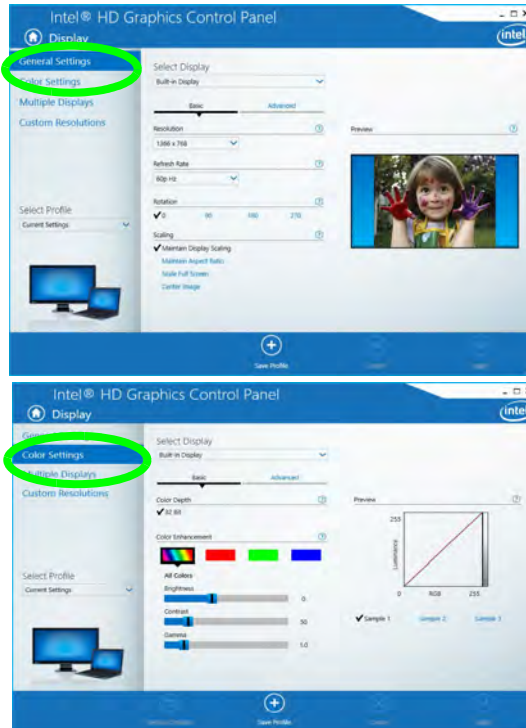 Intel® HD Graphics Control Panel
Display
intel
General Settings
Color Settings
Multiple Displays
Custom Resolutions
Select Profile
Current Settings
Select Display
Built-in Display
Basic
Advanced
Resolution
1366 x 768
Refresh Rate
60p Hz
Rotation
0
90
180
270
Scaling
Maintain Display Scaling
Maintain Aspect Ratio
Scale Full Screen
Center Image
Preview
Save Profile
Intel® HD Graphics Control Panel
Display
intel
Color Settings
Multiple Displays
Custom Resolutions
Select Profile
Current Settings
Select Display
Built-in Display
Basic
Advanced
Color Depth
32 Bit
Color Enhancement
All Colors
Brightness
0
Contrast
50
Gamma
1.0
Preview
255
Luminance
0
RGB
255
Sample 1
Sample 2
Sample 3
Save Profile